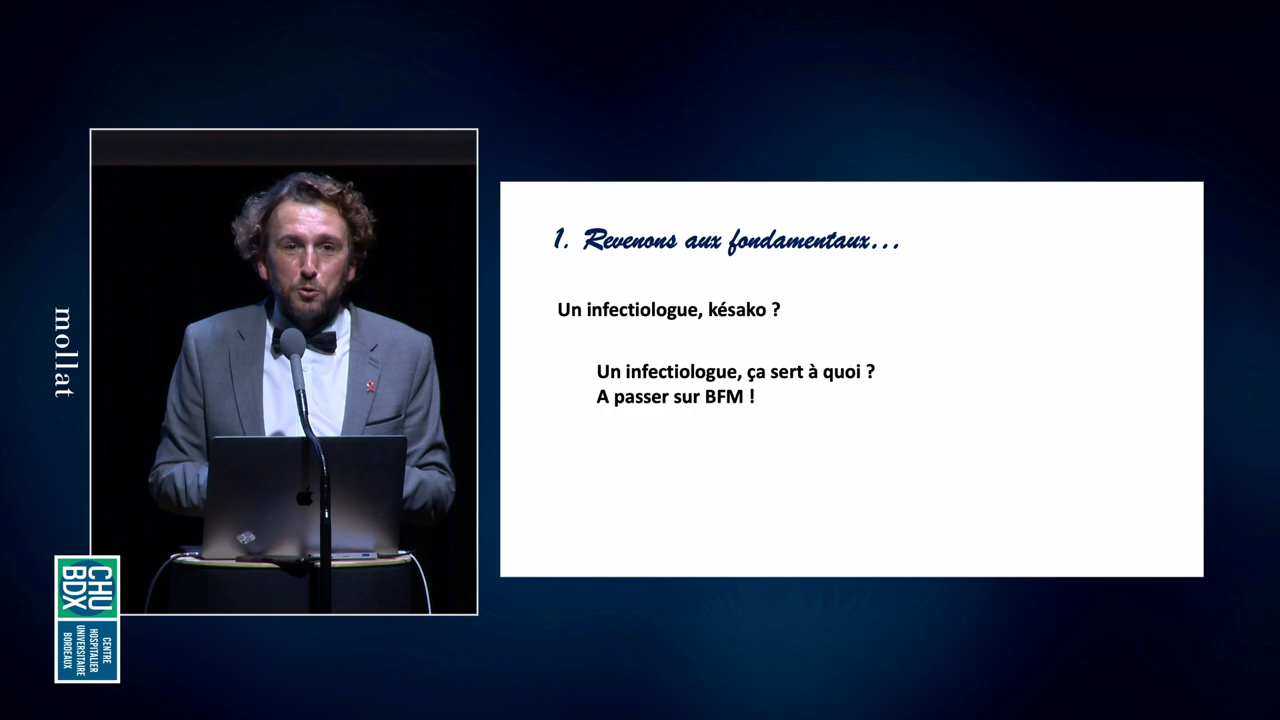 mollat
CHU
BDX
CENTRE
HOSPITALIER
UNIVERSITAIRE
BORDEAUX
1. Revenons aux fondamentaux...
Un infectiologue, késako ?
Un infectiologue, ça sert à quoi ?
A passer sur BFM !